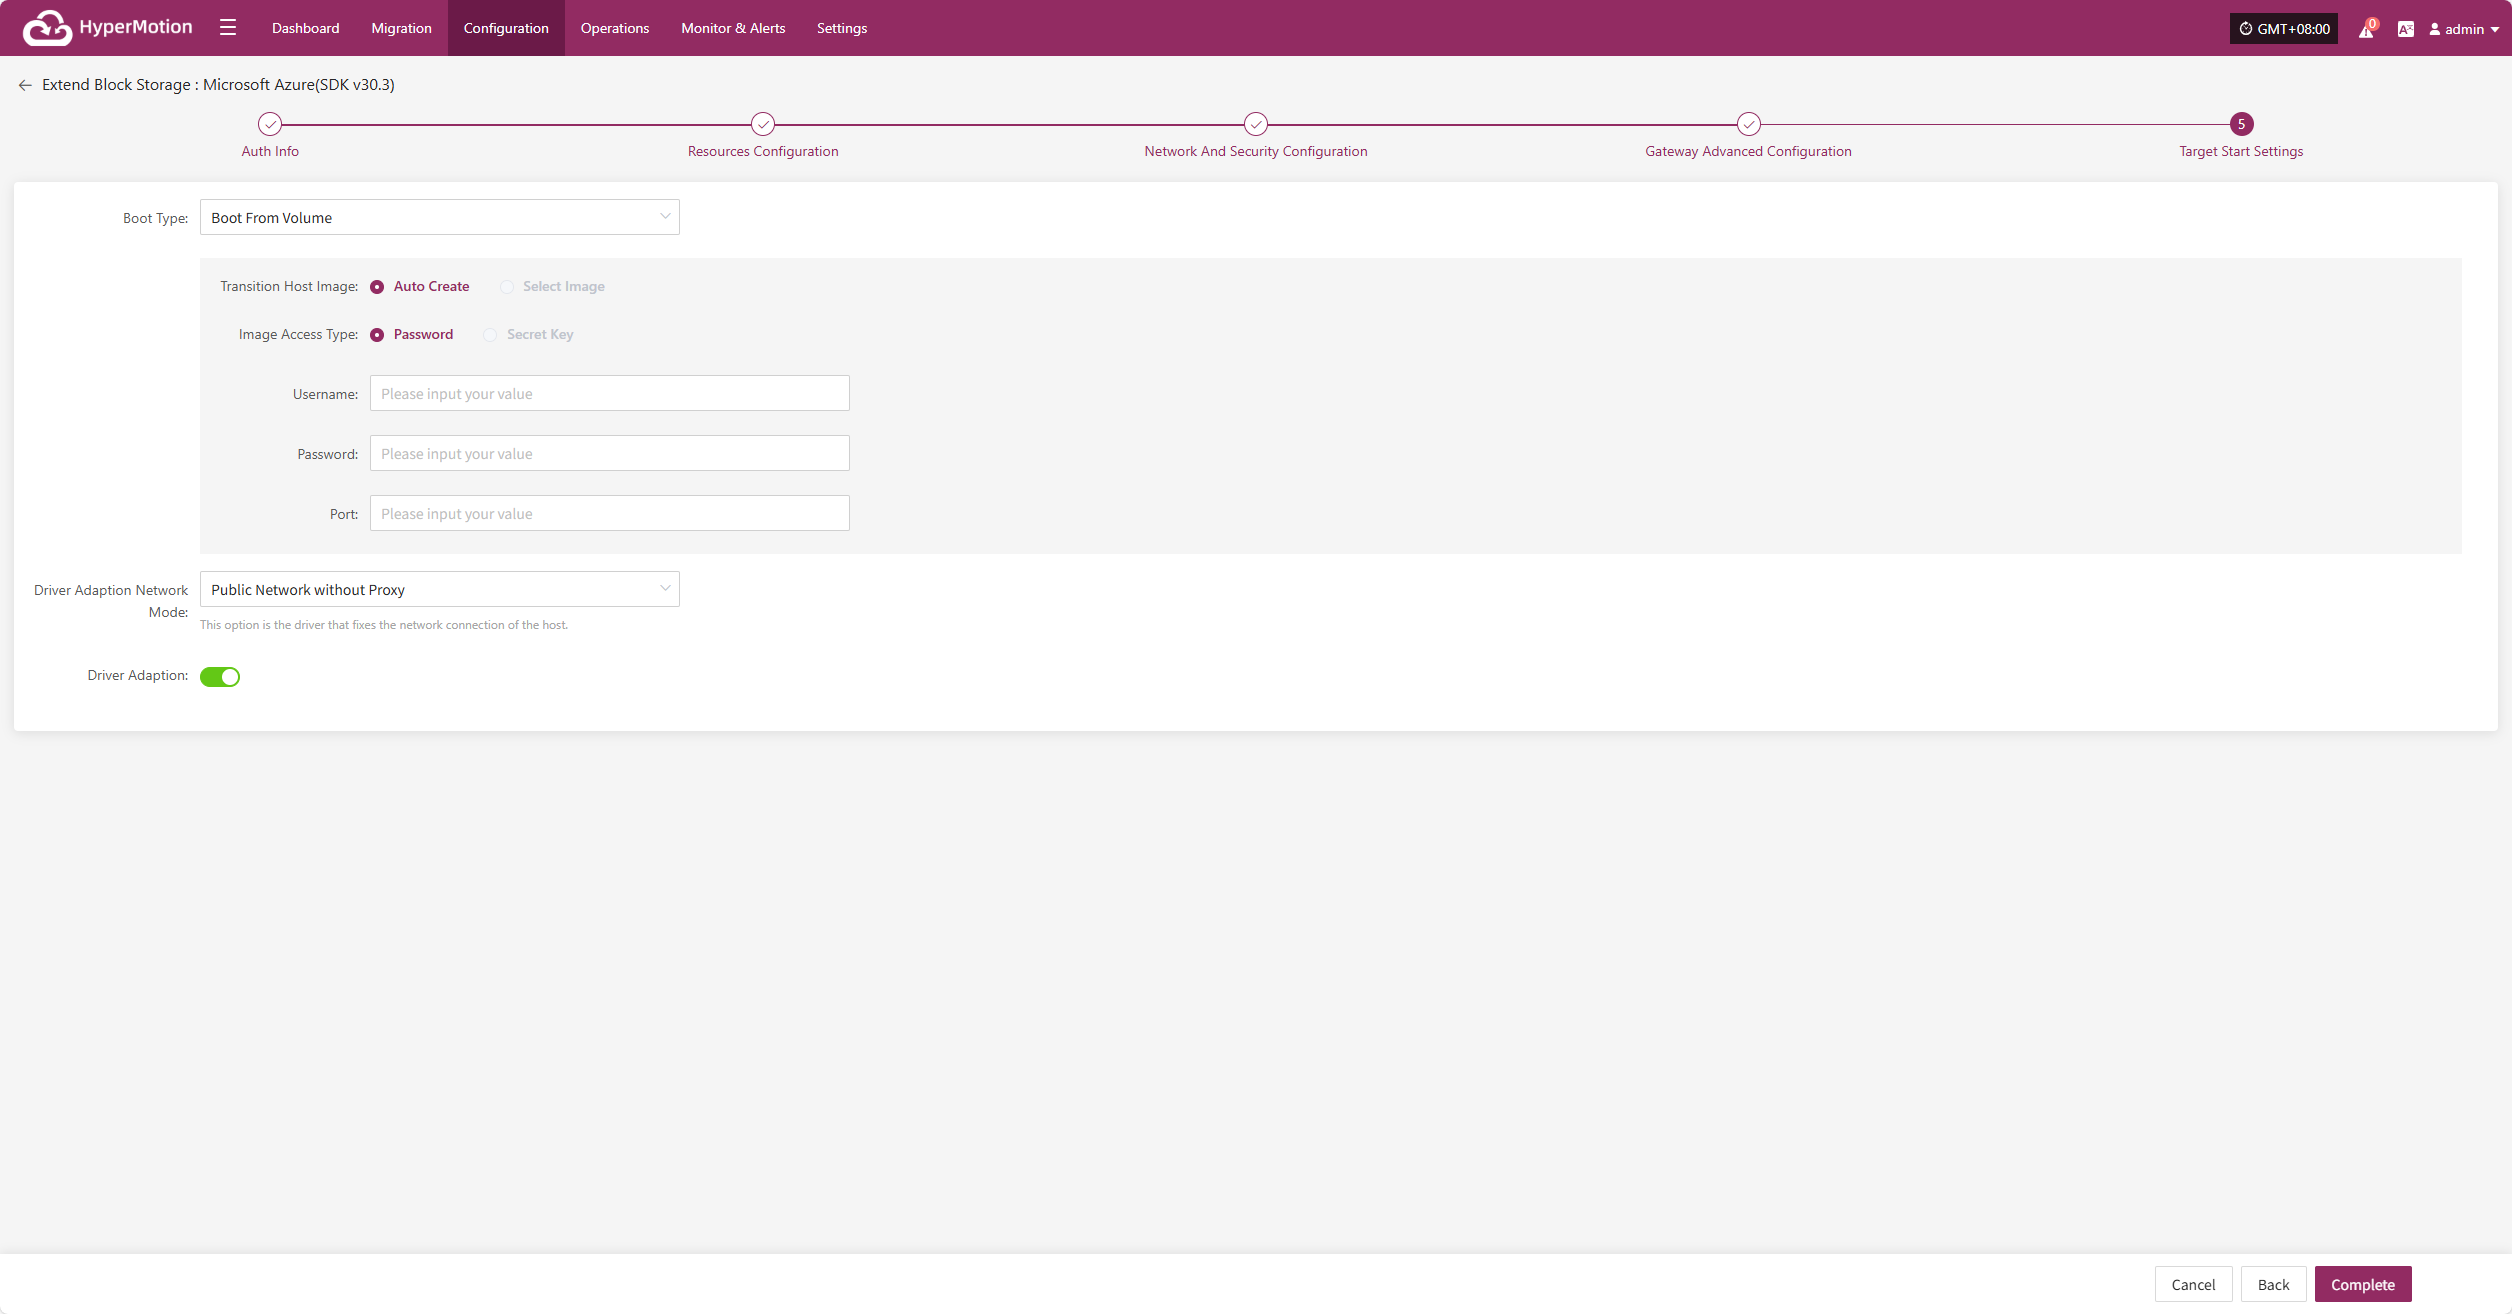 HyperMotion
Dashboard
Migration
Configuration
Operations
Monitor & Alerts
Settings
GMT+08:00
0
admin
Extend Block Storage : Microsoft Azure(SDK v30.3)
5
Auth Info
Resources Configuration
Network And Security Configuration
Gateway Advanced Configuration
Target Start Settings
Boot Type:
Boot From Volume
Transition Host Image:
Auto Create
Select Image
Image Access Type:
Password
Secret Key
Username:
Please input your value
Password:
Please input your value
Port:
Please input your value
Driver Adaption Network
Mode:
Public Network without Proxy
This option is the driver that fixes the network connection of the host.
Driver Adaption:
Cancel
Back
Complete